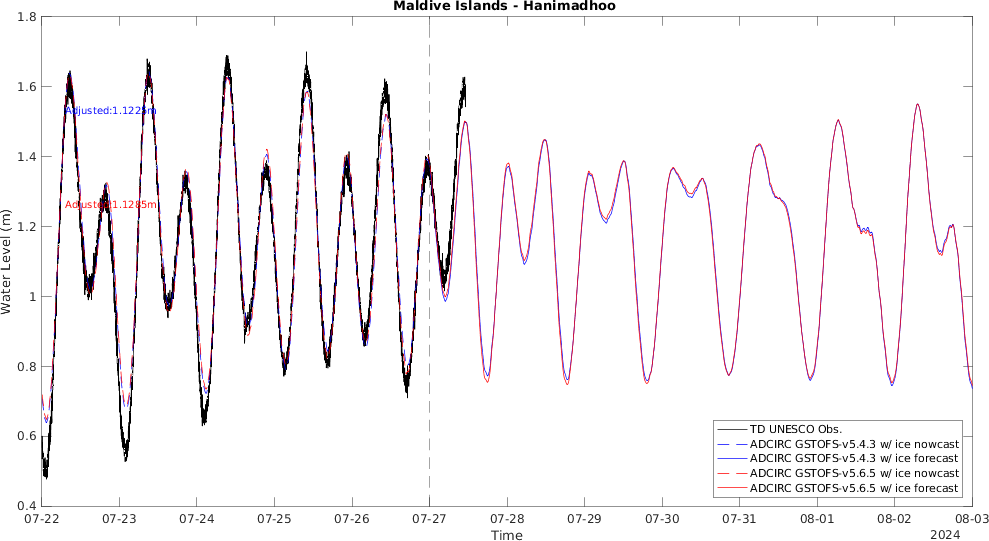 Maldive Islands - Hanimadhoo
Water Level (m)
1.8
1.6
1.4
1.2
1
0.8
0.6
0.4
Adjusted:1.1225m
Adjusted:1.1285m
TD UNESCO Obs.
ADCIRC GSTOFS-v5.4.3 w/ ice nowcast
ADCIRC GSTOFS-v5.4.3 w/ ice forecast
ADCIRC GSTOFS-v5.6.5 w/ ice nowcast
ADCIRC GSTOFS-v5.6.5 w/ ice forecast
07-22 07-23 07-24 07-25 07-26 07-27 07-28 07-29 07-30 07-31 08-01 08-02 08-03
Time
2024